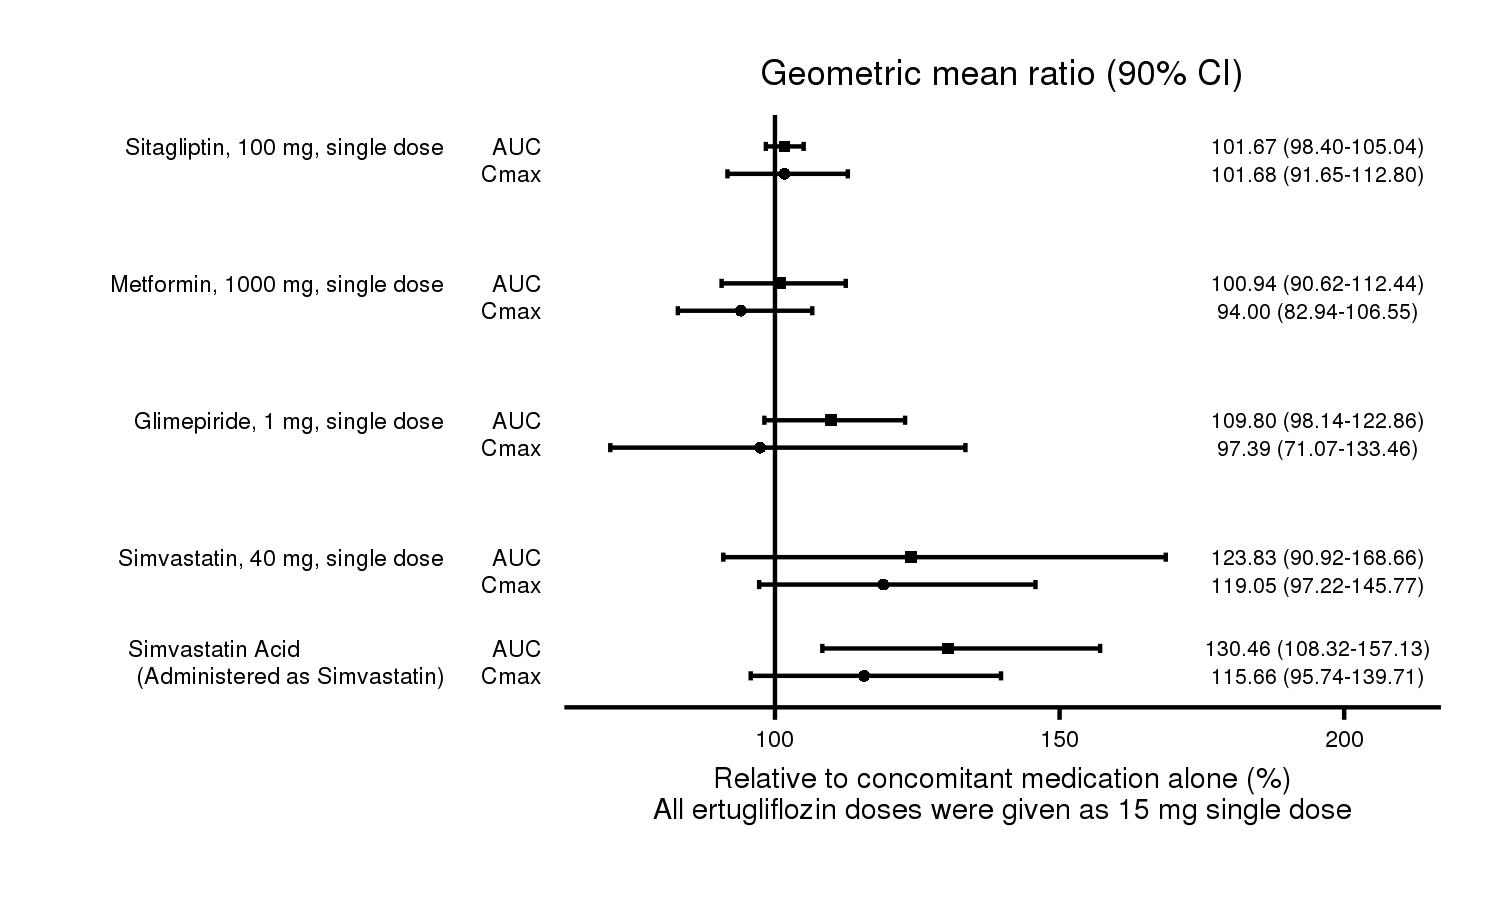 Geometric mean ratio (90% CI)
Sitagliptin, 100 mg, single dose AUC 101.67 (98.40-105.04)
Cmax 101.68 (91.65-112.80)
Metformin, 1000 mg, single dose AUC 100.94 (90.62-112.44)
Cmax 94.00 (82.94-106.55)
Glimepiride, 1 mg, single dose AUC 109.80 (98.14-122.86)
Cmax 97.39 (71.07-133.46)
Simvastatin, 40 mg, single dose AUC 123.83 (90.92-168.66)
Cmax 119.05 (97.22-145.77)
Simvastatin Acid AUC 130.46 (108.32-157.13)
(Administered as Simvastatin) Cmax 115.66 (95.74-139.71)
100 150 200
Relative to concomitant medication alone (%)
All ertugliflozin doses were given as 15 mg single dose